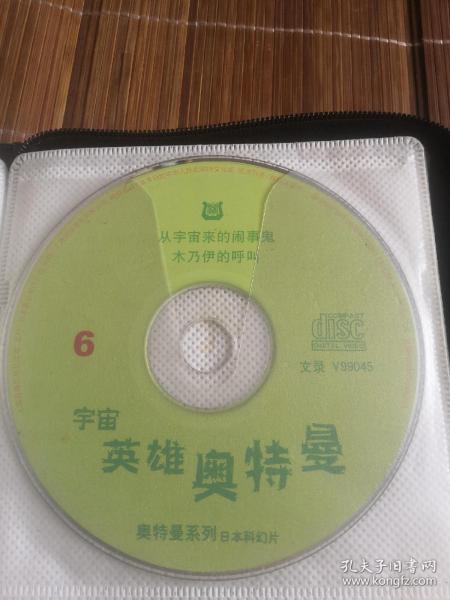 从宇宙来的闹事鬼
木乃伊的呼叫
6
COMPACT
disc
DIGITAL VIDEO
文录 V99045
宇宙
英雄奥特曼
奥特曼系列 日本科幻片
孔夫子旧书网
www.kongfz.com